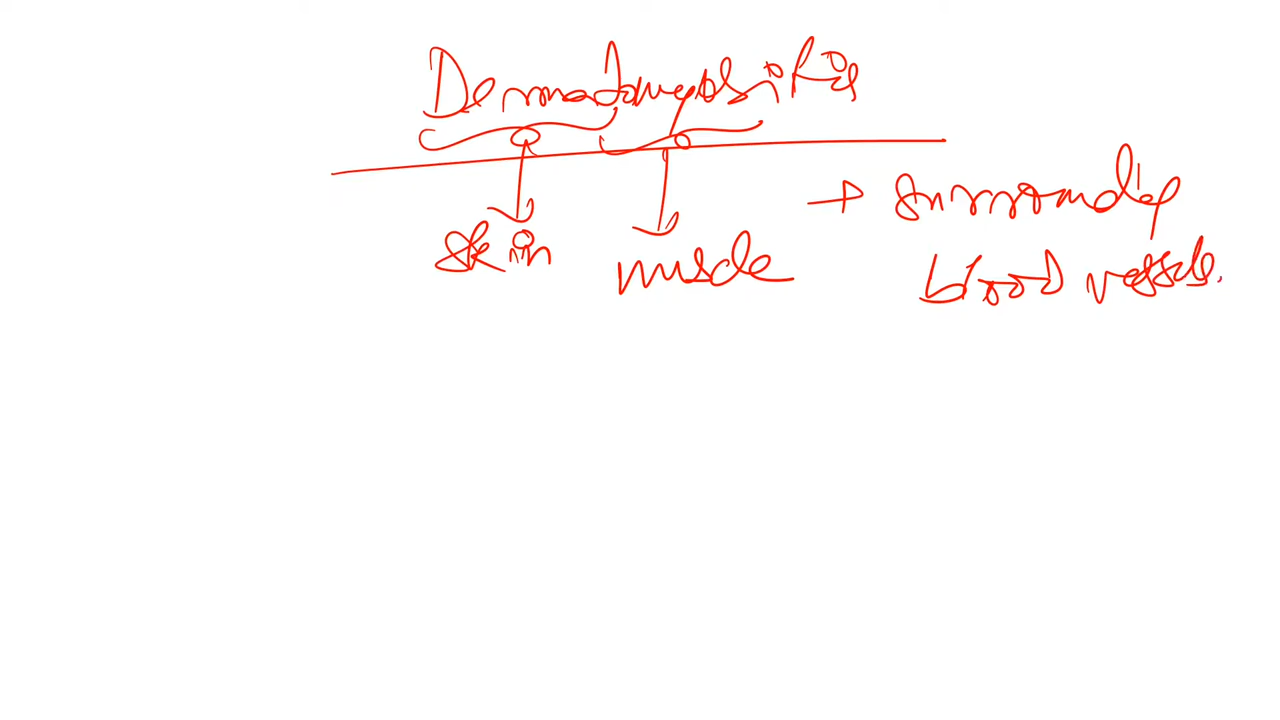 Dermatomyositis
skin muscle
→ surrounding
blood vessels.